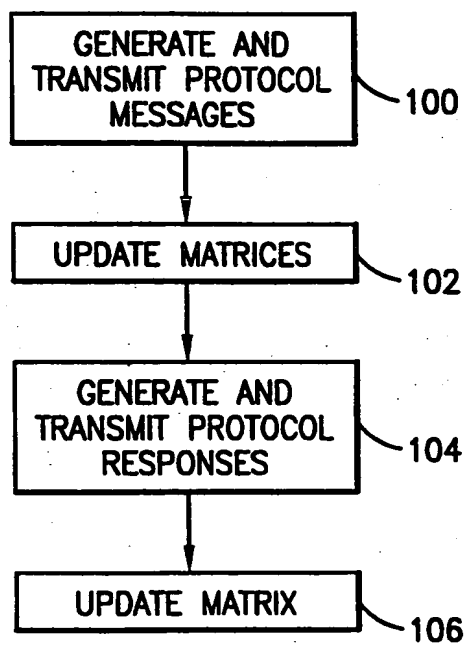 GENERATE AND
TRANSMIT PROTOCOL
MESSAGES
100
UPDATE MATRICES
102
GENERATE AND
TRANSMIT PROTOCOL
RESPONSES
104
UPDATE MATRIX
106